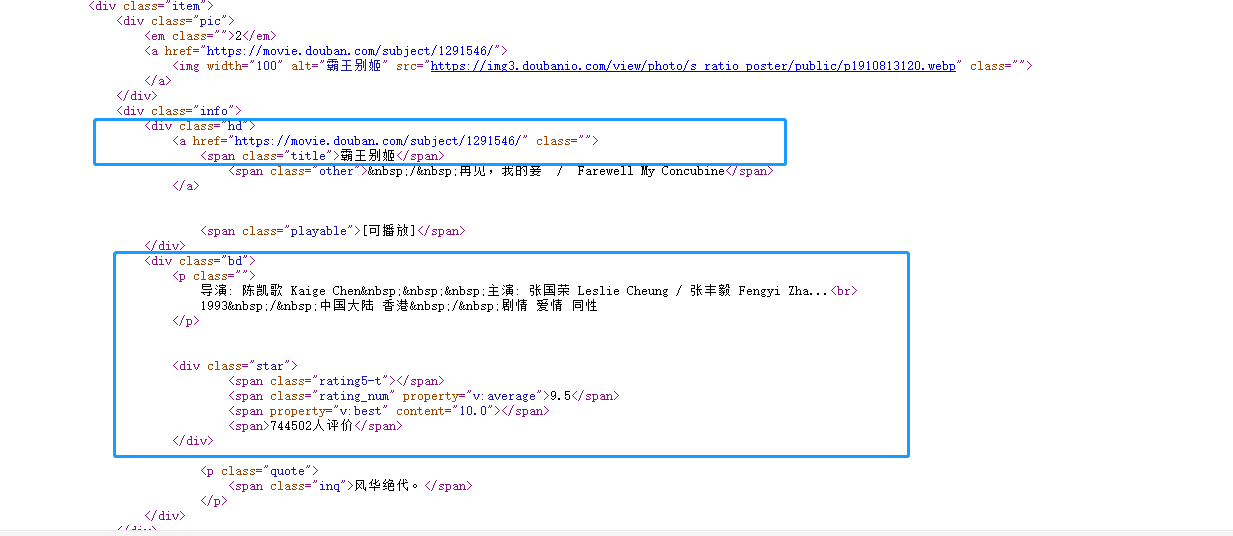 <div class="item">
<div class="pic">
<em class="">2</em>
<a href="https://movie.douban.com/subject/1291546/">
<img width="100" alt="霸王别姬" src="https://img3.doubanio.com/view/photo/s_ratio_poster/public/p1910813120.webp" class="">
</a>
</div>
<div class="info">
<div class="hd">
<a href="https://movie.douban.com/subject/1291546/" class="">
<span class="title">霸王别姬</span>
<span class="other">&nbsp;/&nbsp;再见，我的妾  /  Farewell My Concubine</span>
</a>
<span class="playable">[可播放]</span>
</div>
<div class="bd">
<p class="">
导演: 陈凯歌 Kaige Chen&nbsp;&nbsp;&nbsp;主演: 张国荣 Leslie Cheung / 张丰毅 Fengyi Zha...<br>
1993&nbsp;/&nbsp;中国大陆 香港&nbsp;/&nbsp;剧情 爱情 同性
</p>
<div class="star">
<span class="rating5-t"></span>
<span class="rating_num" property="v:average">9.5</span>
<span property="v:best" content="10.0"></span>
<span>744502人评价</span>
</div>
<p class="quote">
<span class="inq">风华绝代。</span>
</p>
</div>
</div>